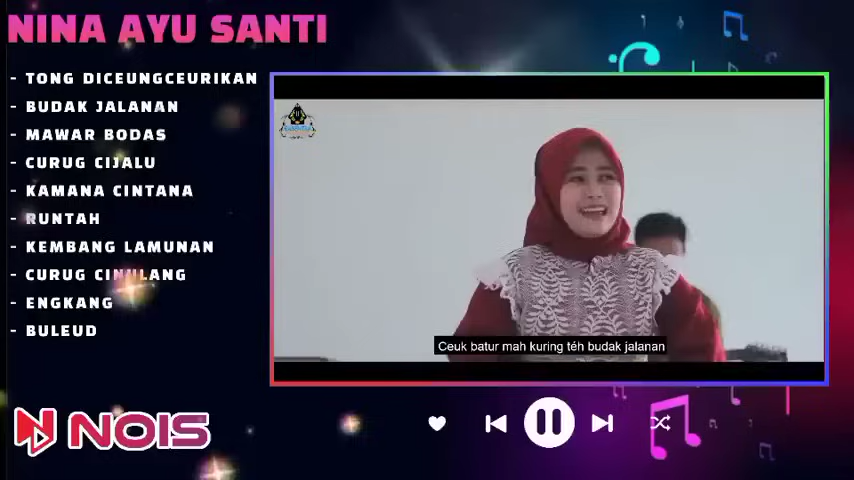 NINA AYU SANTI
- TONG DICEUNGCEURIKAN
- BUDAK JALANAN
- MAWAR BODAS
- CURUG CIJALU
- KAMANA CINTANA
- RUNTAH
- KEMBANG LAMUNAN
- CURUG CINULANG
- ENGKANG
- BULEUD
Ceuk batur mah kuring téh budak jalanan
NOIS